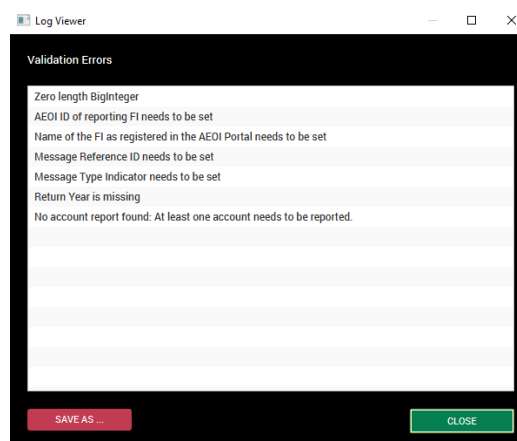 Log Viewer
Validation Errors
Zero length BigInteger
AEOI ID of reporting FI needs to be set
Name of the FI as registered in the AEOI Portal needs to be set
Message Reference ID needs to be set
Message Type Indicator needs to be set
Return Year is missing
No account report found: At least one account needs to be reported.
SAVE AS ...
CLOSE